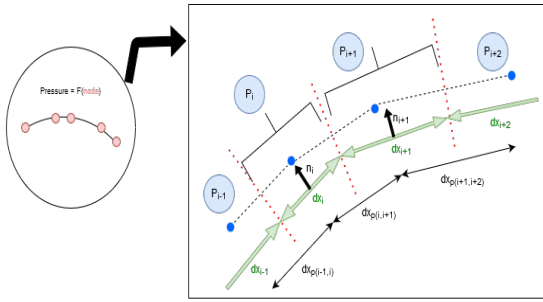 Pressure = F(node)
P_{i+1}
P_{i+2}
P_i
n_{i+1}
dx_{i+2}
n_i
dx_{i+1}
P_{i-1}
dx_i
dx_{p(i+1,i+2)}
dx_{p(i,i+1)}
dx_{i-1}
dx_{p(i-1,i)}